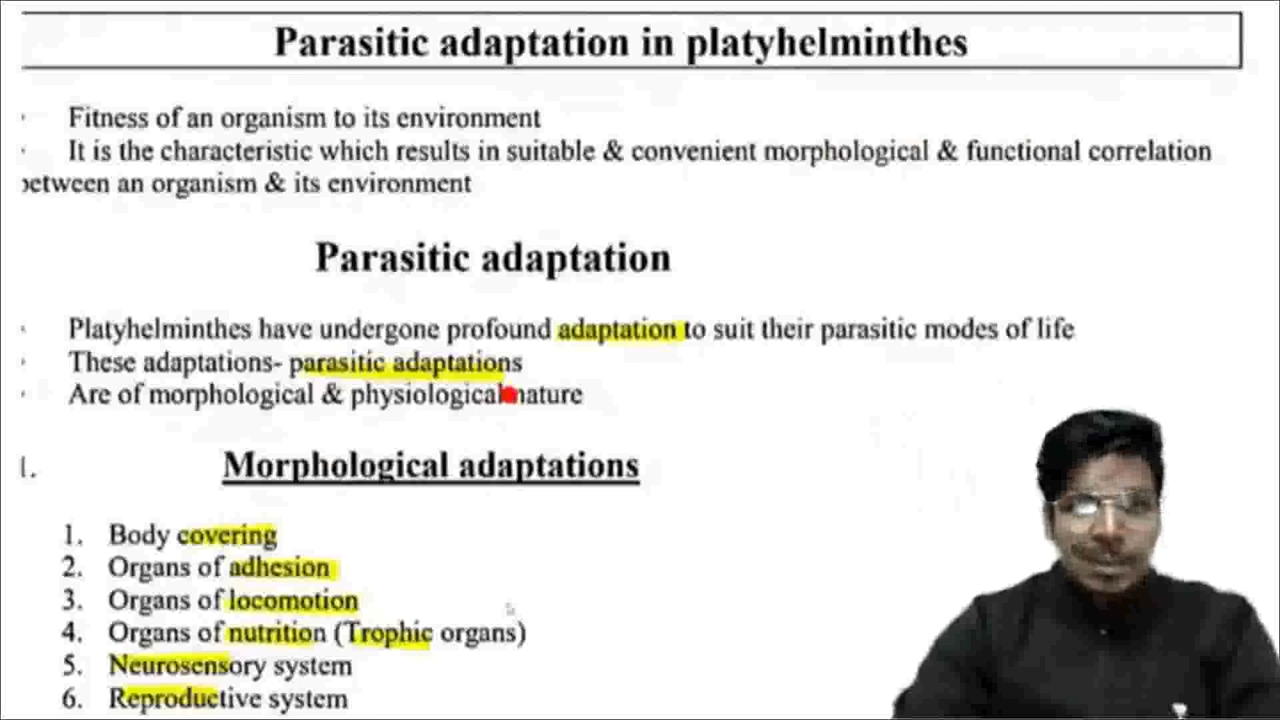 Parasitic adaptation in platyhelminthes
Fitness of an organism to its environment
It is the characteristic which results in suitable & convenient morphological & functional correlation
between an organism & its environment
Parasitic adaptation
Platyhelminthes have undergone profound adaptation to suit their parasitic modes of life
These adaptations- parasitic adaptations
Are of morphological & physiological nature
I. Morphological adaptations
1. Body covering
2. Organs of adhesion
3. Organs of locomotion
4. Organs of nutrition (Trophic organs)
5. Neurosensory system
6. Reproductive system